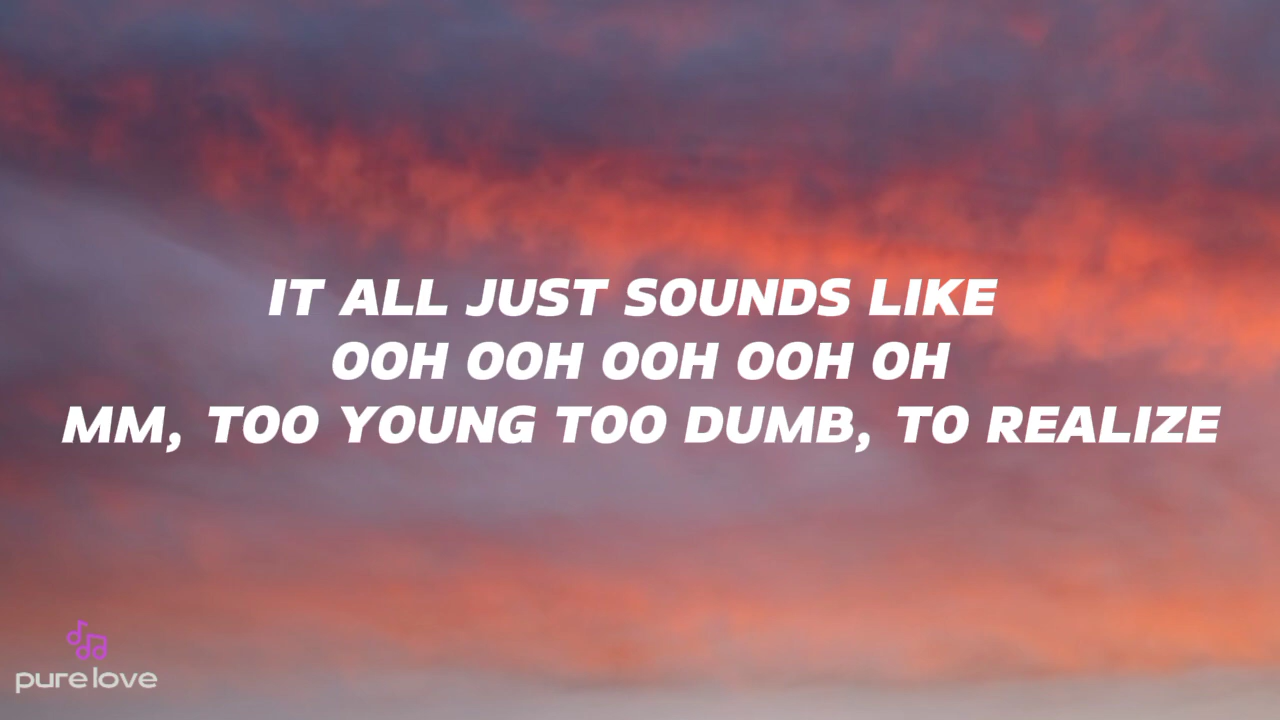 IT ALL JUST SOUNDS LIKE
OOH OOH OOH OOH OH
MM, TOO YOUNG TOO DUMB, TO REALIZE
pure love